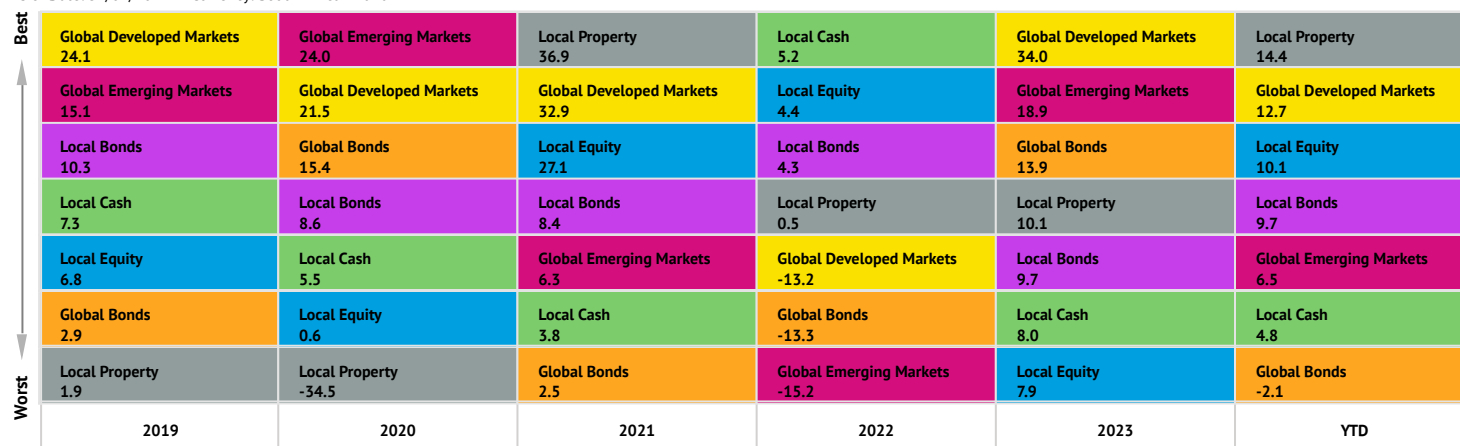 Best
Global Developed Markets
24.1
Global Emerging Markets
24.0
Local Property
36.9
Local Cash
5.2
Global Developed Markets
34.0
Local Property
14.4
Global Emerging Markets
15.1
Global Developed Markets
21.5
Global Developed Markets
32.9
Local Equity
4.4
Global Emerging Markets
18.9
Global Developed Markets
12.7
Local Bonds
10.3
Global Bonds
15.4
Local Equity
27.1
Local Bonds
4.3
Global Bonds
13.9
Local Equity
10.1
Local Cash
7.3
Local Bonds
8.6
Local Bonds
8.4
Local Property
0.5
Local Property
10.1
Local Bonds
9.7
Local Equity
6.8
Local Cash
5.5
Global Emerging Markets
6.3
Global Developed Markets
-13.2
Local Bonds
9.7
Global Emerging Markets
6.5
Global Bonds
2.9
Local Equity
0.6
Local Cash
3.8
Global Bonds
-13.3
Local Cash
8.0
Local Cash
4.8
Worst
Local Property
1.9
Local Property
-34.5
Global Bonds
2.5
Global Emerging Markets
-15.2
Local Equity
7.9
Global Bonds
-2.1
2019
2020
2021
2022
2023
YTD